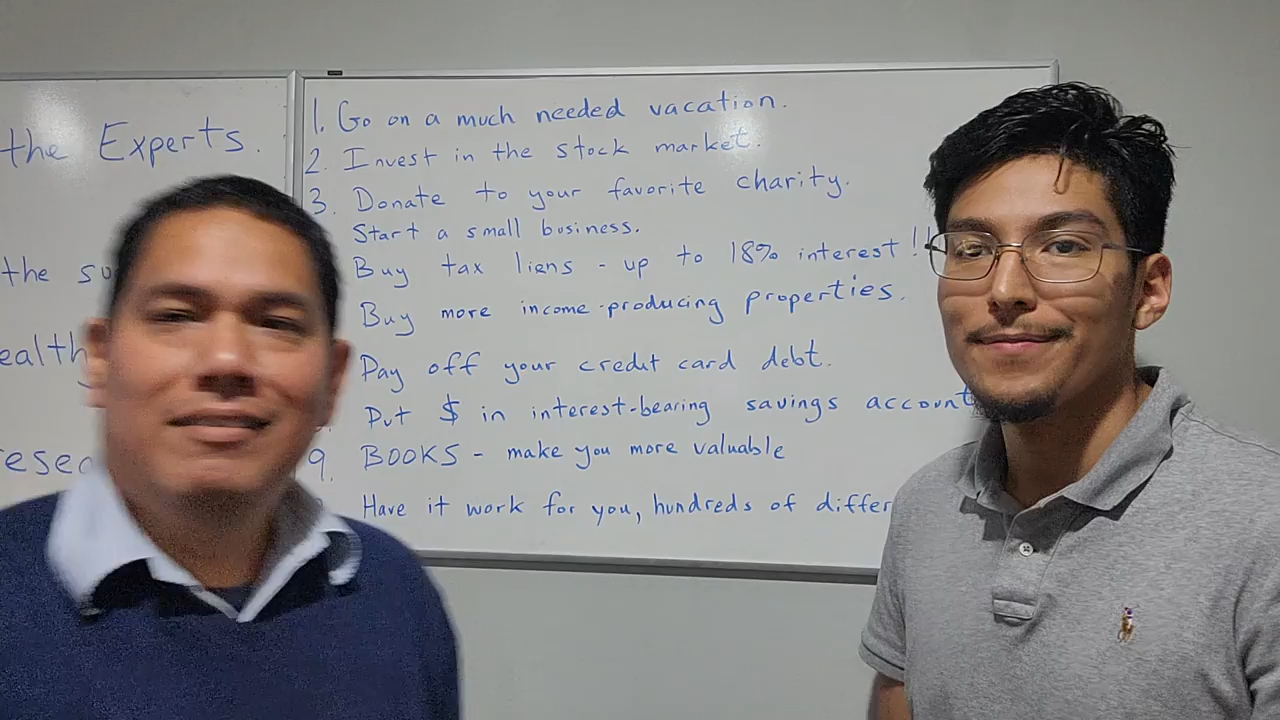 the Experts.
the su
ealth
resea
1. Go on a much needed vacation.
2. Invest in the stock market.
3. Donate to your favorite charity.
Start a small business.
Buy tax liens - up to 18% interest!!
Buy more income-producing properties.
Pay off your credit card debt.
Put $ in interest-bearing savings account
9. BOOKS - make you more valuable
Have it work for you, hundreds of differ